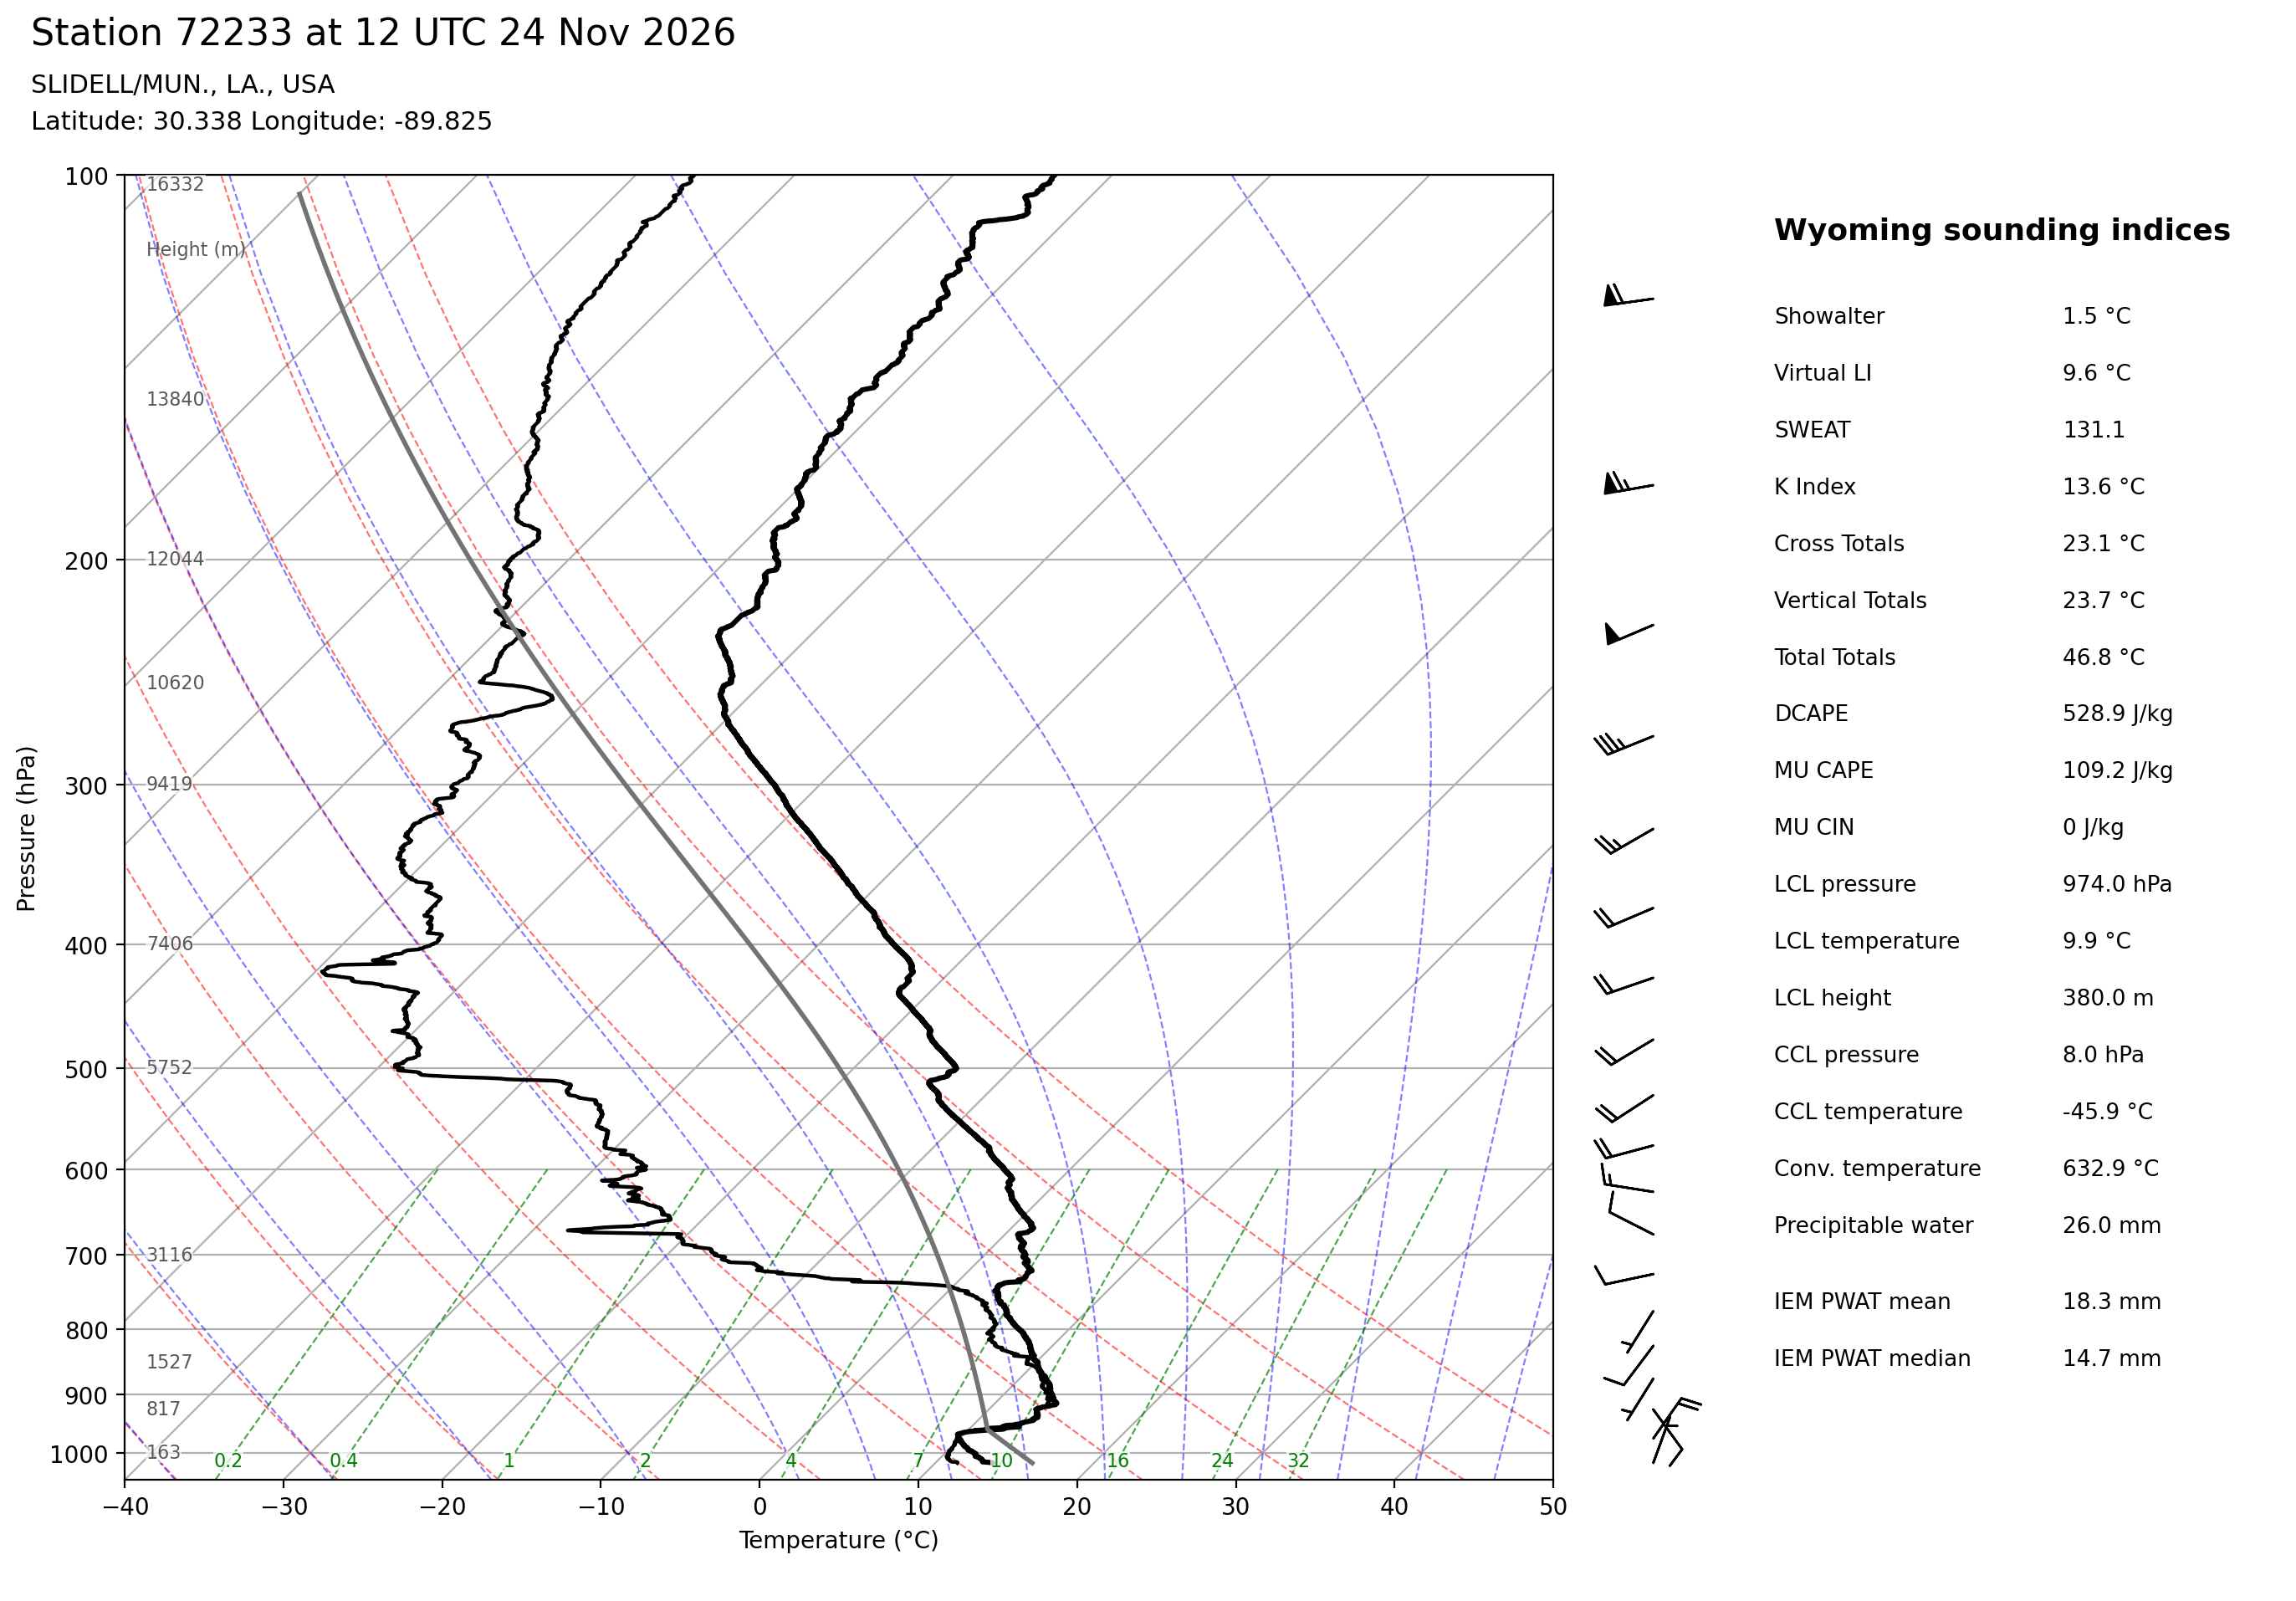 Station 72233 at 12 UTC 24 Nov 2026
SLIDELL/MUN., LA., USA
Latitude: 30.338 Longitude: -89.825
Wyoming sounding indices
Showalter 1.5 °C
Virtual LI 9.6 °C
SWEAT 131.1
K Index 13.6 °C
Cross Totals 23.1 °C
Vertical Totals 23.7 °C
Total Totals 46.8 °C
DCAPE 528.9 J/kg
MU CAPE 109.2 J/kg
MU CIN 0 J/kg
LCL pressure 974.0 hPa
LCL temperature 9.9 °C
LCL height 380.0 m
CCL pressure 8.0 hPa
CCL temperature -45.9 °C
Conv. temperature 632.9 °C
Precipitable water 26.0 mm
IEM PWAT mean 18.3 mm
IEM PWAT median 14.7 mm
Pressure (hPa)
100
200
300
400
500
600
700
800
900
1000
16332
Height (m)
13840
12044
10620
9419
7406
5752
3116
1527
817
163
0.2 0.4 1 2 4 7 10 16 24 32
−40 −30 −20 −10 0 10 20 30 40 50
Temperature (°C)